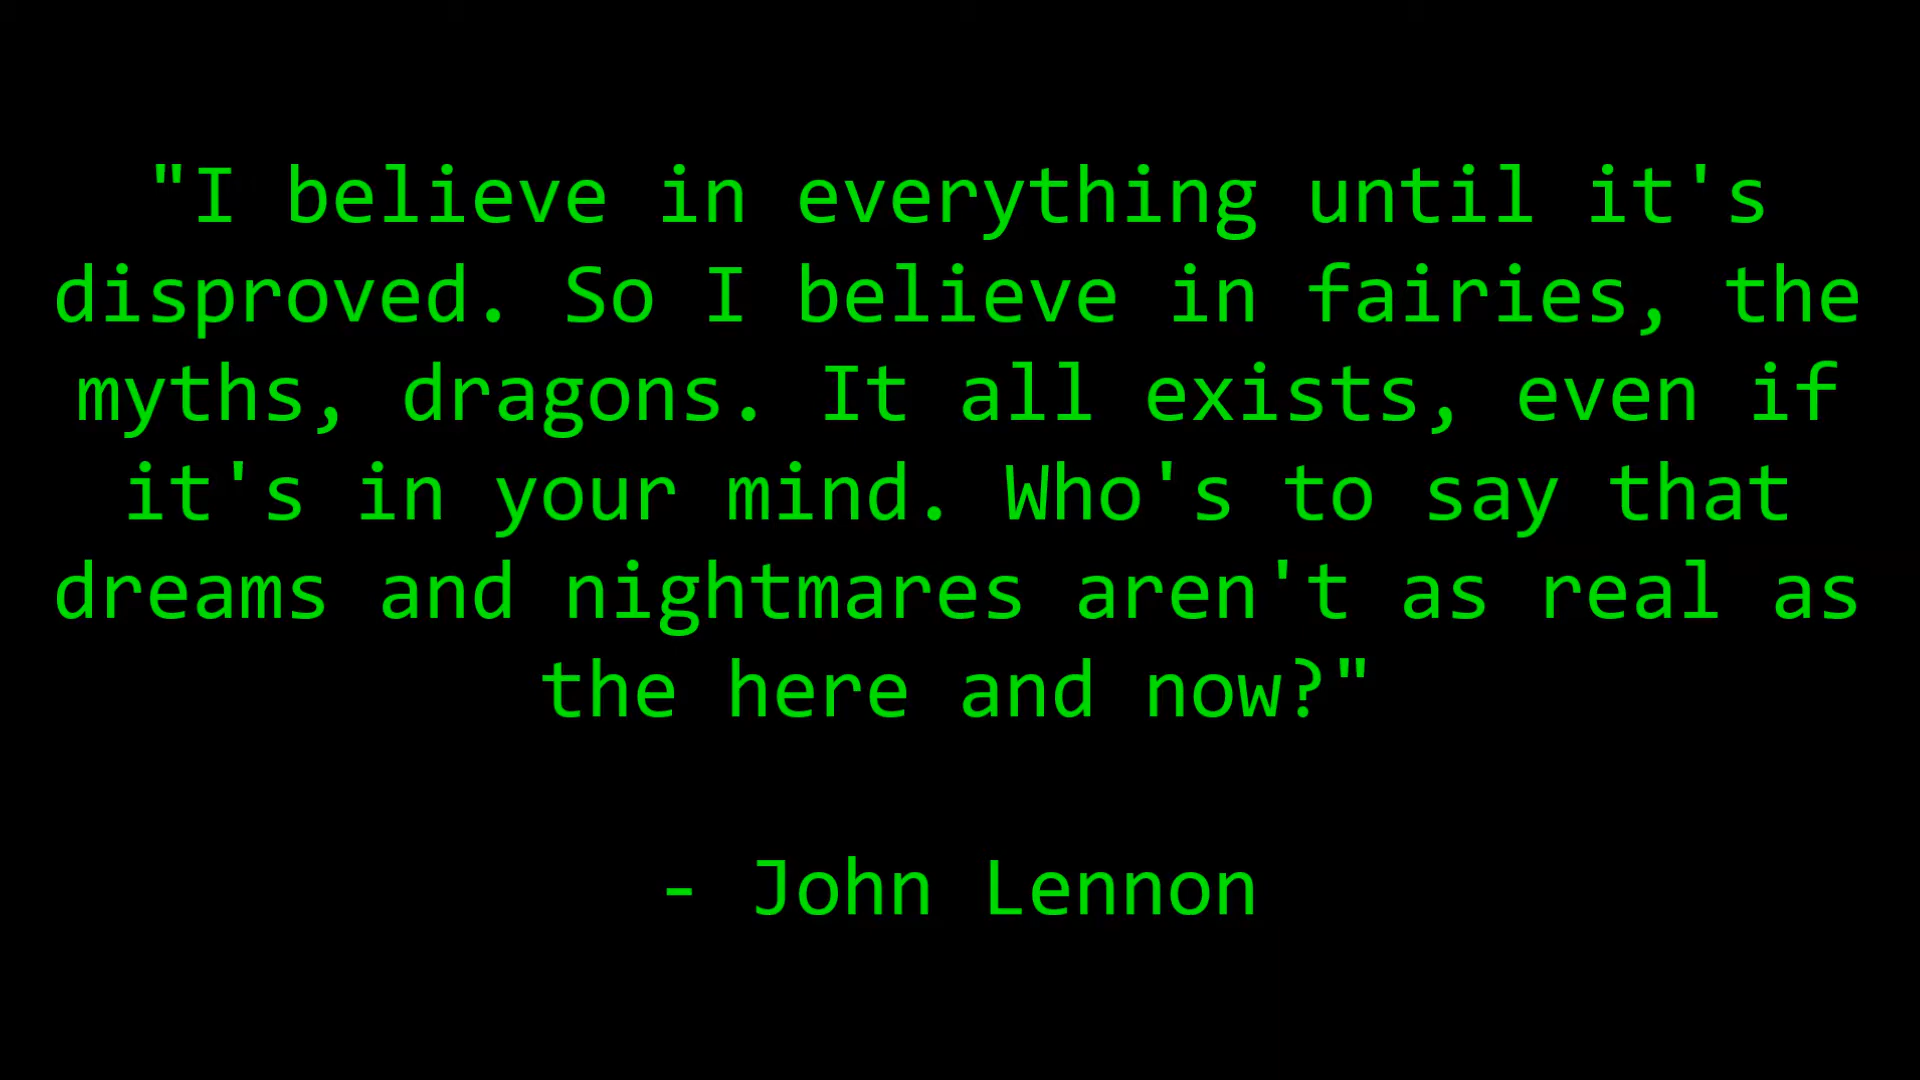 "I believe in everything until it's
disproved. So I believe in fairies, the
myths, dragons. It all exists, even if
it's in your mind. Who's to say that
dreams and nightmares aren't as real as
the here and now?"
- John Lennon